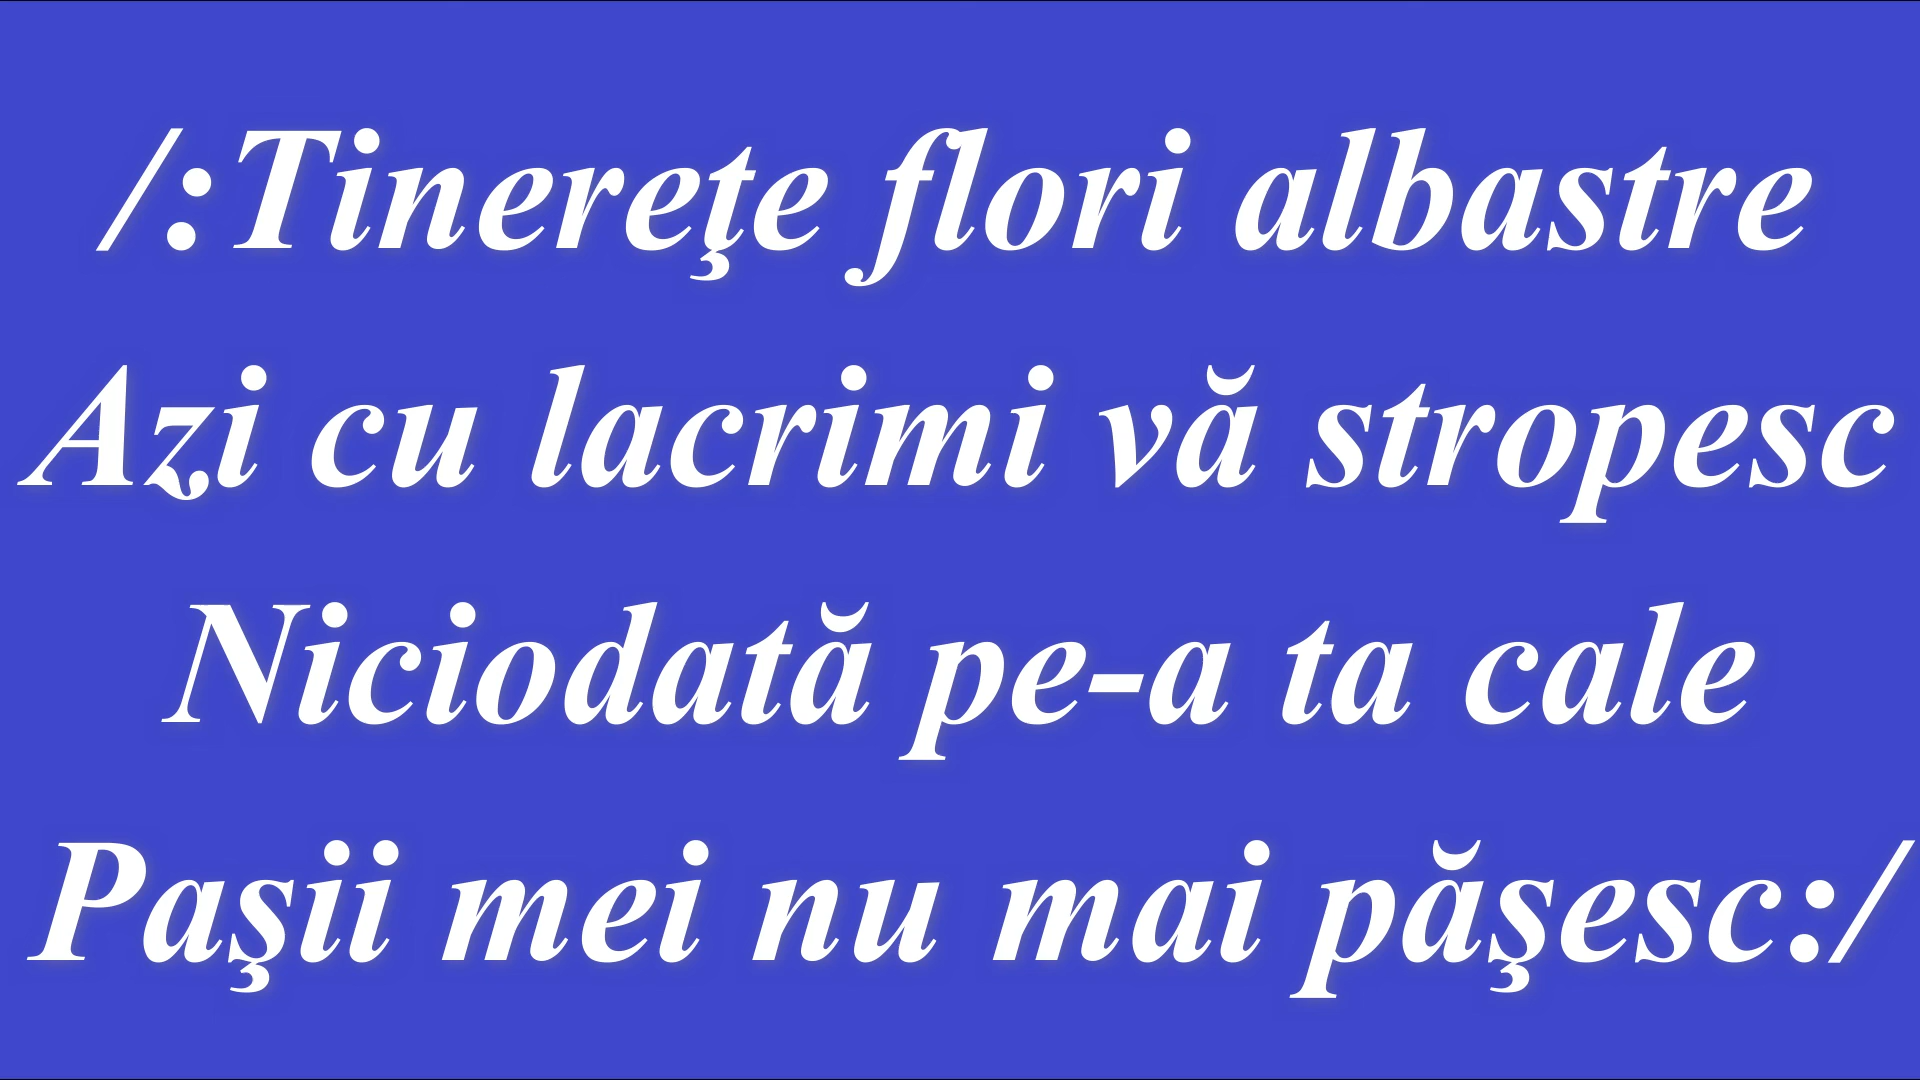 /:Tinereţe flori albastre
Azi cu lacrimi vă stropesc
Niciodată pe-a ta cale
Paşii mei nu mai păşesc:/